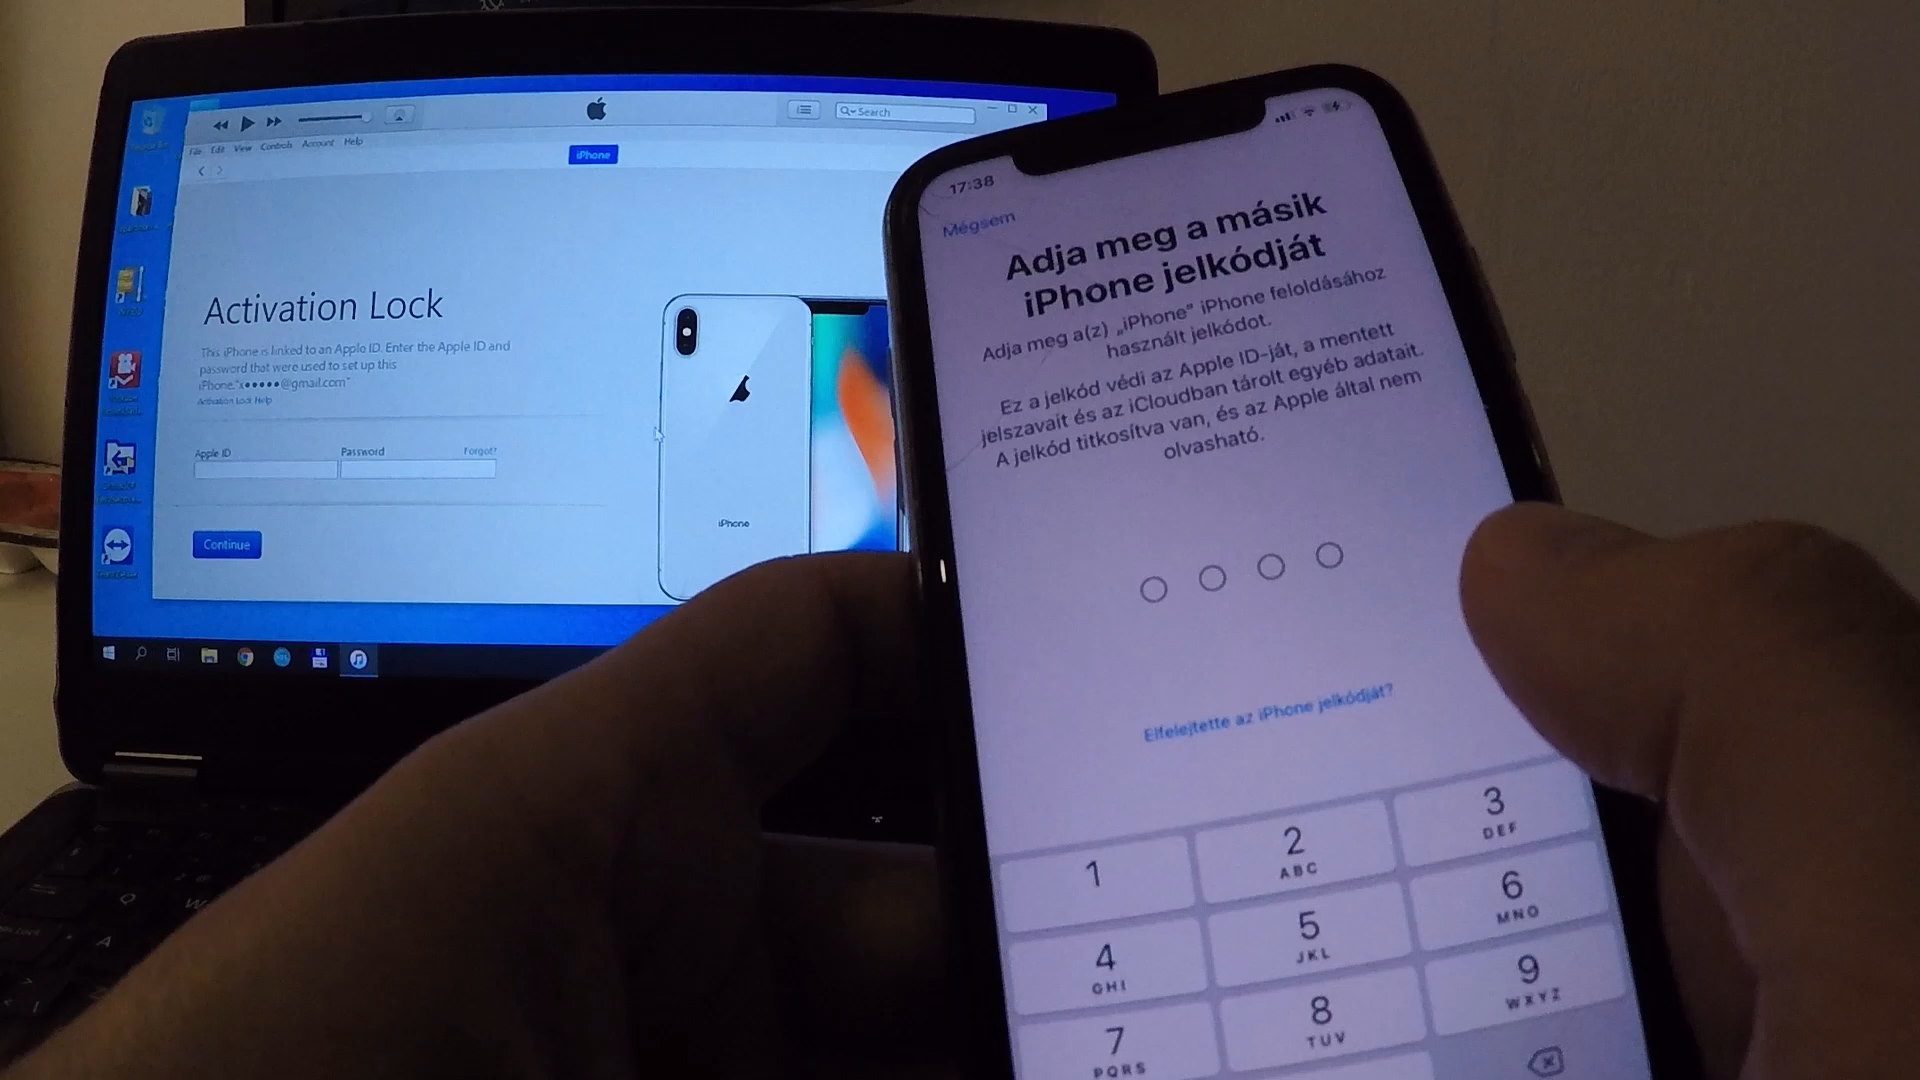 Search
File Edit View Controls Account Help
iPhone
Activation Lock
This iPhone is linked to an Apple ID. Enter the Apple ID and
password that were used to set up this
iPhone."x●●●●●@gmail.com"
Activation Lock Help
Apple ID Password Forgot?
Continue
iPhone
17:38
Mégsem
Adja meg a másik
iPhone jelkódját
Adja meg a(z) „iPhone” iPhone feloldásához
használt jelkódot.
Ez a jelkód védi az Apple ID-ját, a mentett
jelszavait és az iCloudban tárolt egyéb adatait.
A jelkód titkosítva van, és az Apple által nem
olvasható.
Elfelejtette az iPhone jelkódját?
1
2 ABC
3 DEF
4 GHI
5 JKL
6 MNO
7 PQRS
8 TUV
9 WXYZ